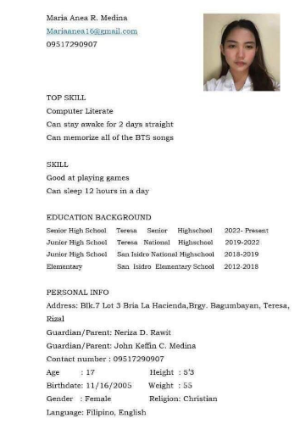 Maria Anea R. Medina
Mariaanea16@gmail.com
09517290907
TOP SKILL
Computer Literate
Can stay awake for 2 days straight
Can memorize all of the BTS songs
SKILL
Good at playing games
Can sleep 12 hours in a day
EDUCATION BACKGROUND
Senior High School Teresa Senior Highschool 2022- Present
Junior High School Teresa National Highschool 2019-2022
Junior High School San Isidro National Highschool 2018-2019
Elementary San Isidro Elementary School 2012-2018
PERSONAL INFO
Address: Blk.7 Lot 3 Bria La Hacienda,Brgy. Bagumbayan, Teresa,
Rizal
Guardian/Parent: Neriza D. Rawit
Guardian/Parent: John Keffin C. Medina
Contact number : 09517290907
Age : 17 Height : 5'3
Birthdate: 11/16/2005 Weight : 55
Gender : Female Religion: Christian
Language: Filipino, English